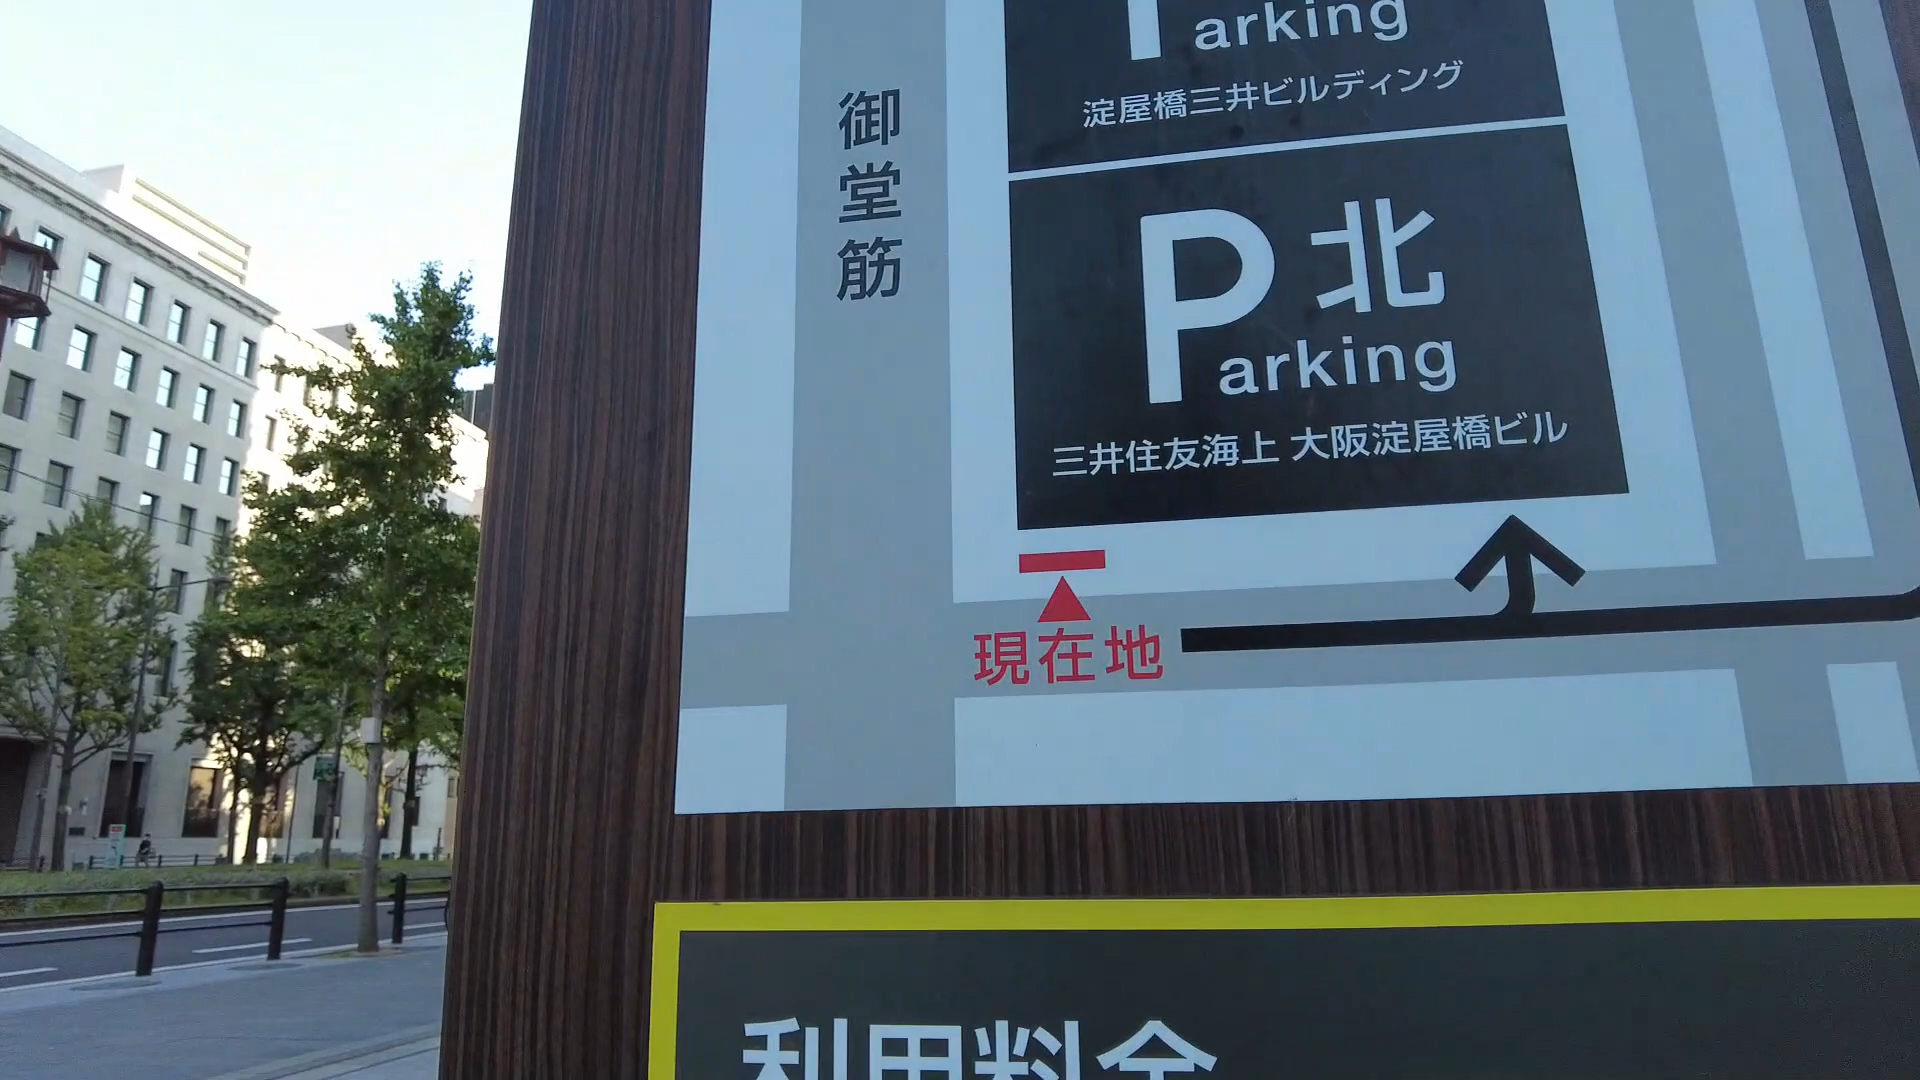 御堂筋
Parking
淀屋橋三井ビルディング
P北
arking
三井住友海上 大阪淀屋橋ビル
現在地
利用料金